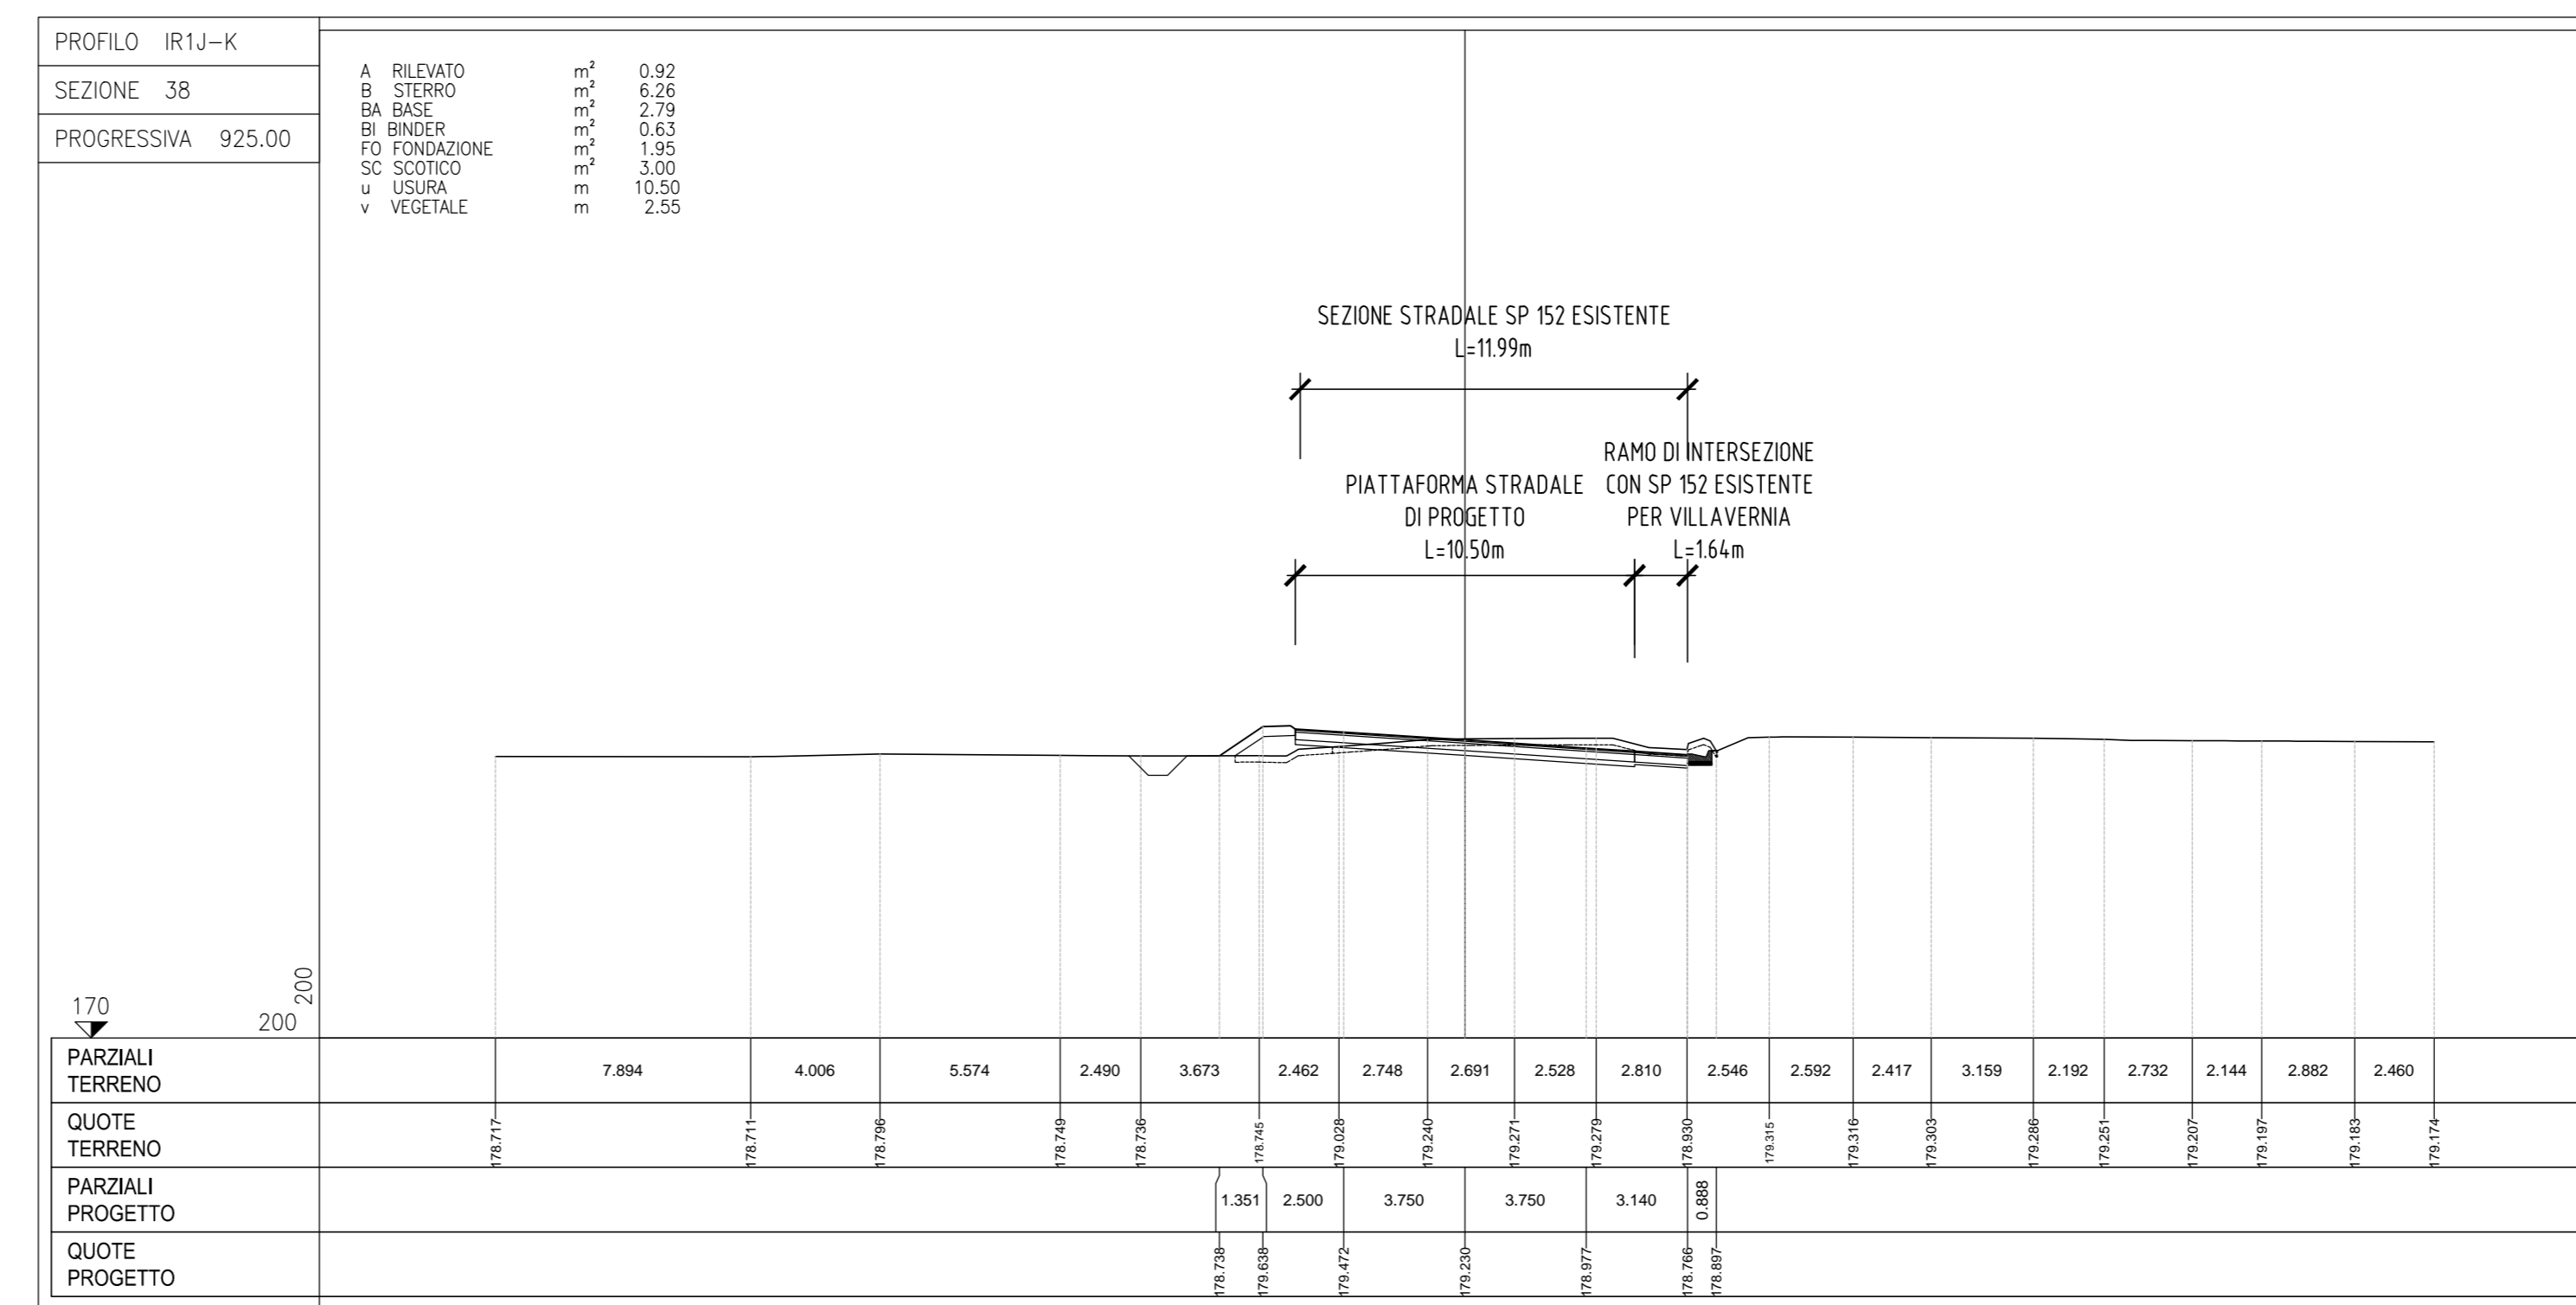 PROFILO IR1J-K
SEZIONE 38
PROGRESSIVA 925.00
A RILEVATO m² 0.92
B STERRO m² 6.26
BA BASE m² 2.79
BI BINDER m² 0.63
FO FONDAZIONE m² 1.95
SC SCOTICO m² 3.00
u USURA m 10.50
v VEGETALE m 2.55
SEZIONE STRADALE SP 152 ESISTENTE
L=11.99m
PIATTAFORMA STRADALE
DI PROGETTO
L=10.50m
RAMO DI INTERSEZIONE
CON SP 152 ESISTENTE
PER VILLAVERNIA
L=1.64m
170
200
200
PARZIALI
TERRENO
7.894 4.006 5.574 2.490 3.673 2.462 2.748 2.691 2.528 2.810 2.546 2.592 2.417 3.159 2.192 2.732 2.144 2.882 2.460
QUOTE
TERRENO
178.717 178.711 178.796 178.749 178.736 178.745 179.028 179.240 179.271 179.279 178.930 179.315 179.316 179.303 179.286 179.251 179.207 179.197 179.183 179.174
PARZIALI
PROGETTO
1.351 2.500 3.750 3.750 3.140 0.888
QUOTE
PROGETTO
178.738 179.638 179.472 179.230 178.977 178.766 178.897